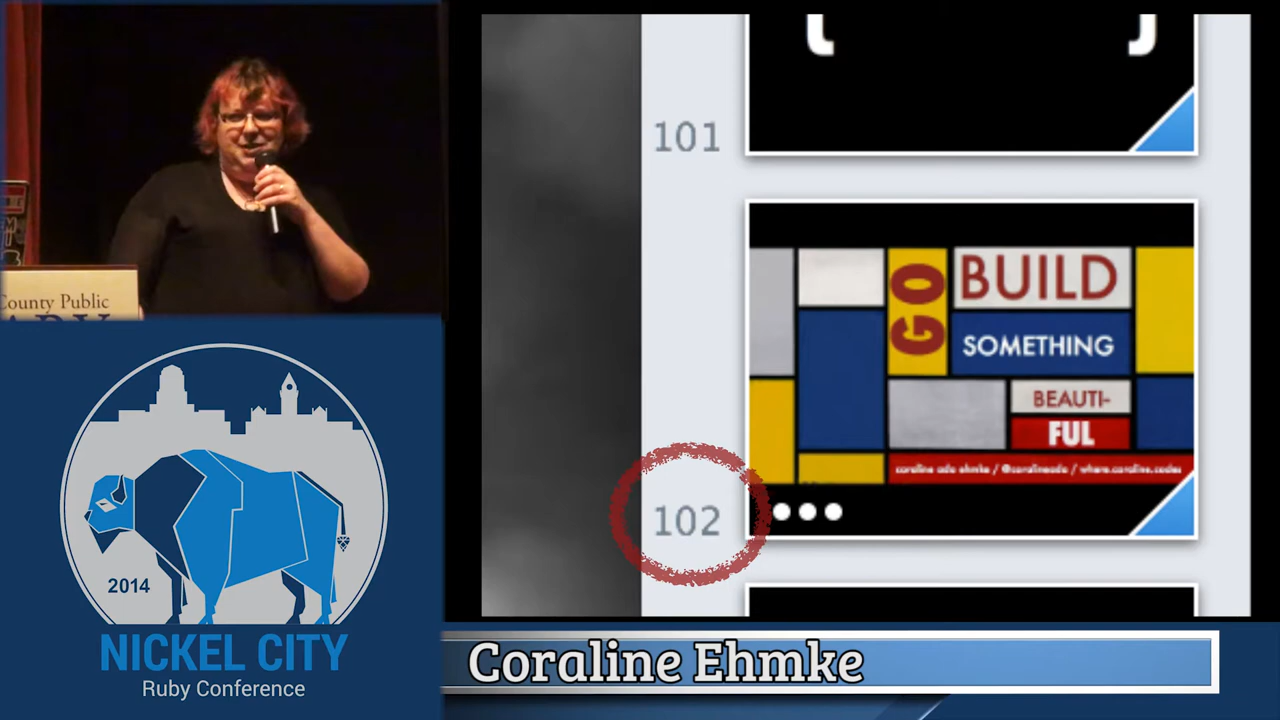 County Public
2014
NICKEL CITY
Ruby Conference
101
GO
BUILD
SOMETHING
BEAUTI-
FUL
coraline ada ehmke / @coralineada / where.coraline.codes
102
Coraline Ehmke